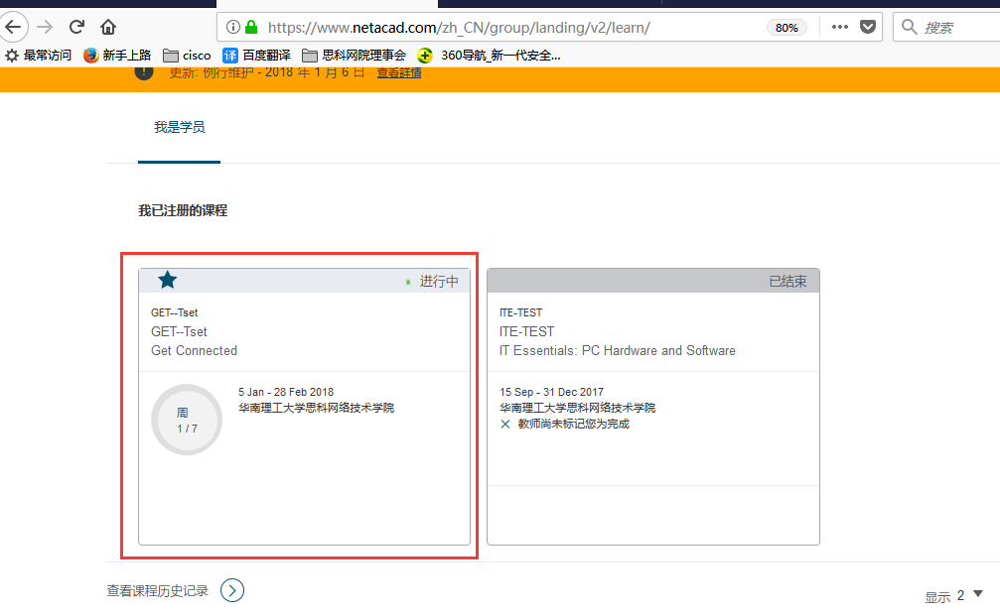 https://www.netacad.com/zh_CN/group/landing/v2/learn/
80%
搜索
最常访问
新手上路
cisco
译 百度翻译
思科网院理事会
360导航_新一代安全...
更新: 例行维护 - 2018 年 1 月 6 日 查看詳情
我是学员
我已注册的课程
进行中
GET--Tset
GET--Tset
Get Connected
周
1 / 7
5 Jan - 28 Feb 2018
华南理工大学思科网络技术学院
已结束
ITE-TEST
ITE-TEST
IT Essentials: PC Hardware and Software
15 Sep - 31 Dec 2017
华南理工大学思科网络技术学院
教师尚未标记您为完成
查看课程历史记录
显示 2